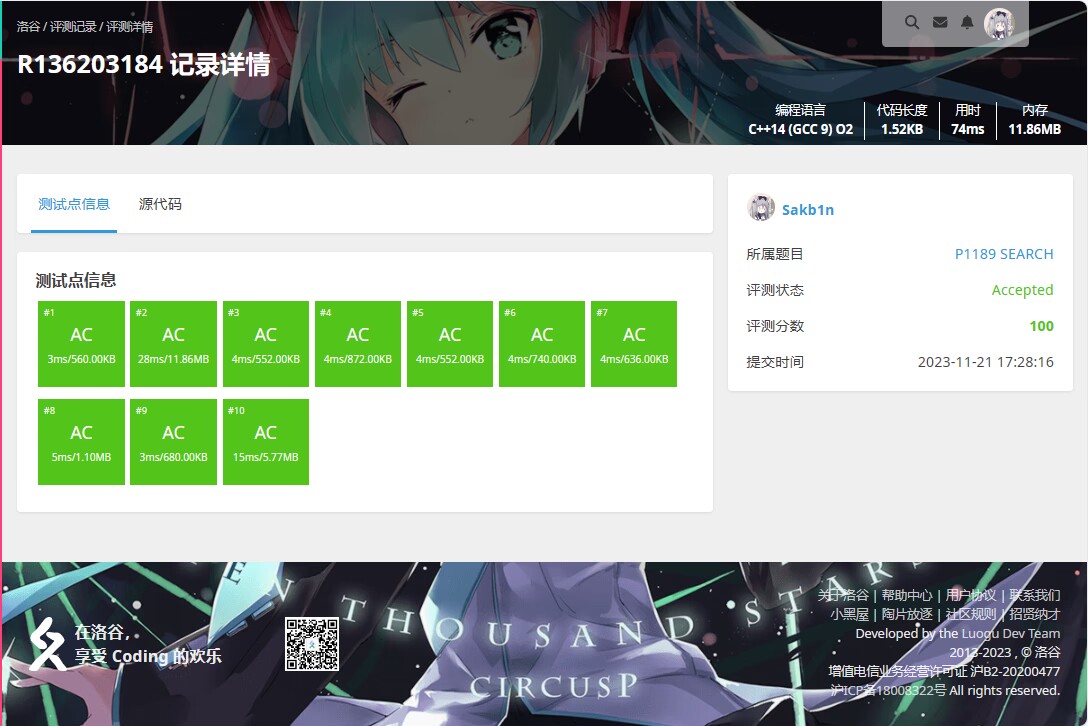 洛谷 / 评测记录 / 评测详情
R136203184 记录详情
编程语言
C++14 (GCC 9) O2
代码长度
1.52KB
用时
74ms
内存
11.86MB
测试点信息
源代码
Sakb1n
所属题目
P1189 SEARCH
评测状态
Accepted
评测分数
100
提交时间
2023-11-21 17:28:16
测试点信息
#1
AC
3ms/560.00KB
#2
AC
28ms/11.86MB
#3
AC
4ms/552.00KB
#4
AC
4ms/872.00KB
#5
AC
4ms/552.00KB
#6
AC
4ms/740.00KB
#7
AC
4ms/636.00KB
#8
AC
5ms/1.10MB
#9
AC
3ms/680.00KB
#10
AC
15ms/5.77MB
EN THOUSAND STARS
CIRCUSP
在洛谷,
享受 Coding 的欢乐
关于洛谷 | 帮助中心 | 用户协议 | 联系我们
小黑屋 | 陶片放逐 | 社区规则 | 招贤纳才
Developed by the Luogu Dev Team
2013-2023 , © 洛谷
增值电信业务经营许可证 沪B2-20200477
沪ICP备18008322号 All rights reserved.